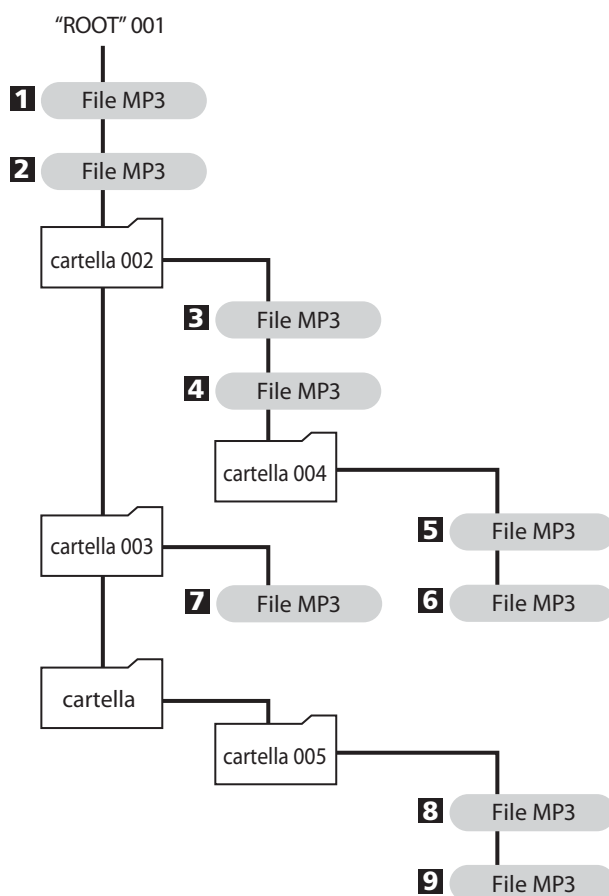 “ROOT” 001
1 File MP3
2 File MP3
cartella 002
3 File MP3
4 File MP3
cartella 004
cartella 003
5 File MP3
7 File MP3
6 File MP3
cartella
cartella 005
8 File MP3
9 File MP3